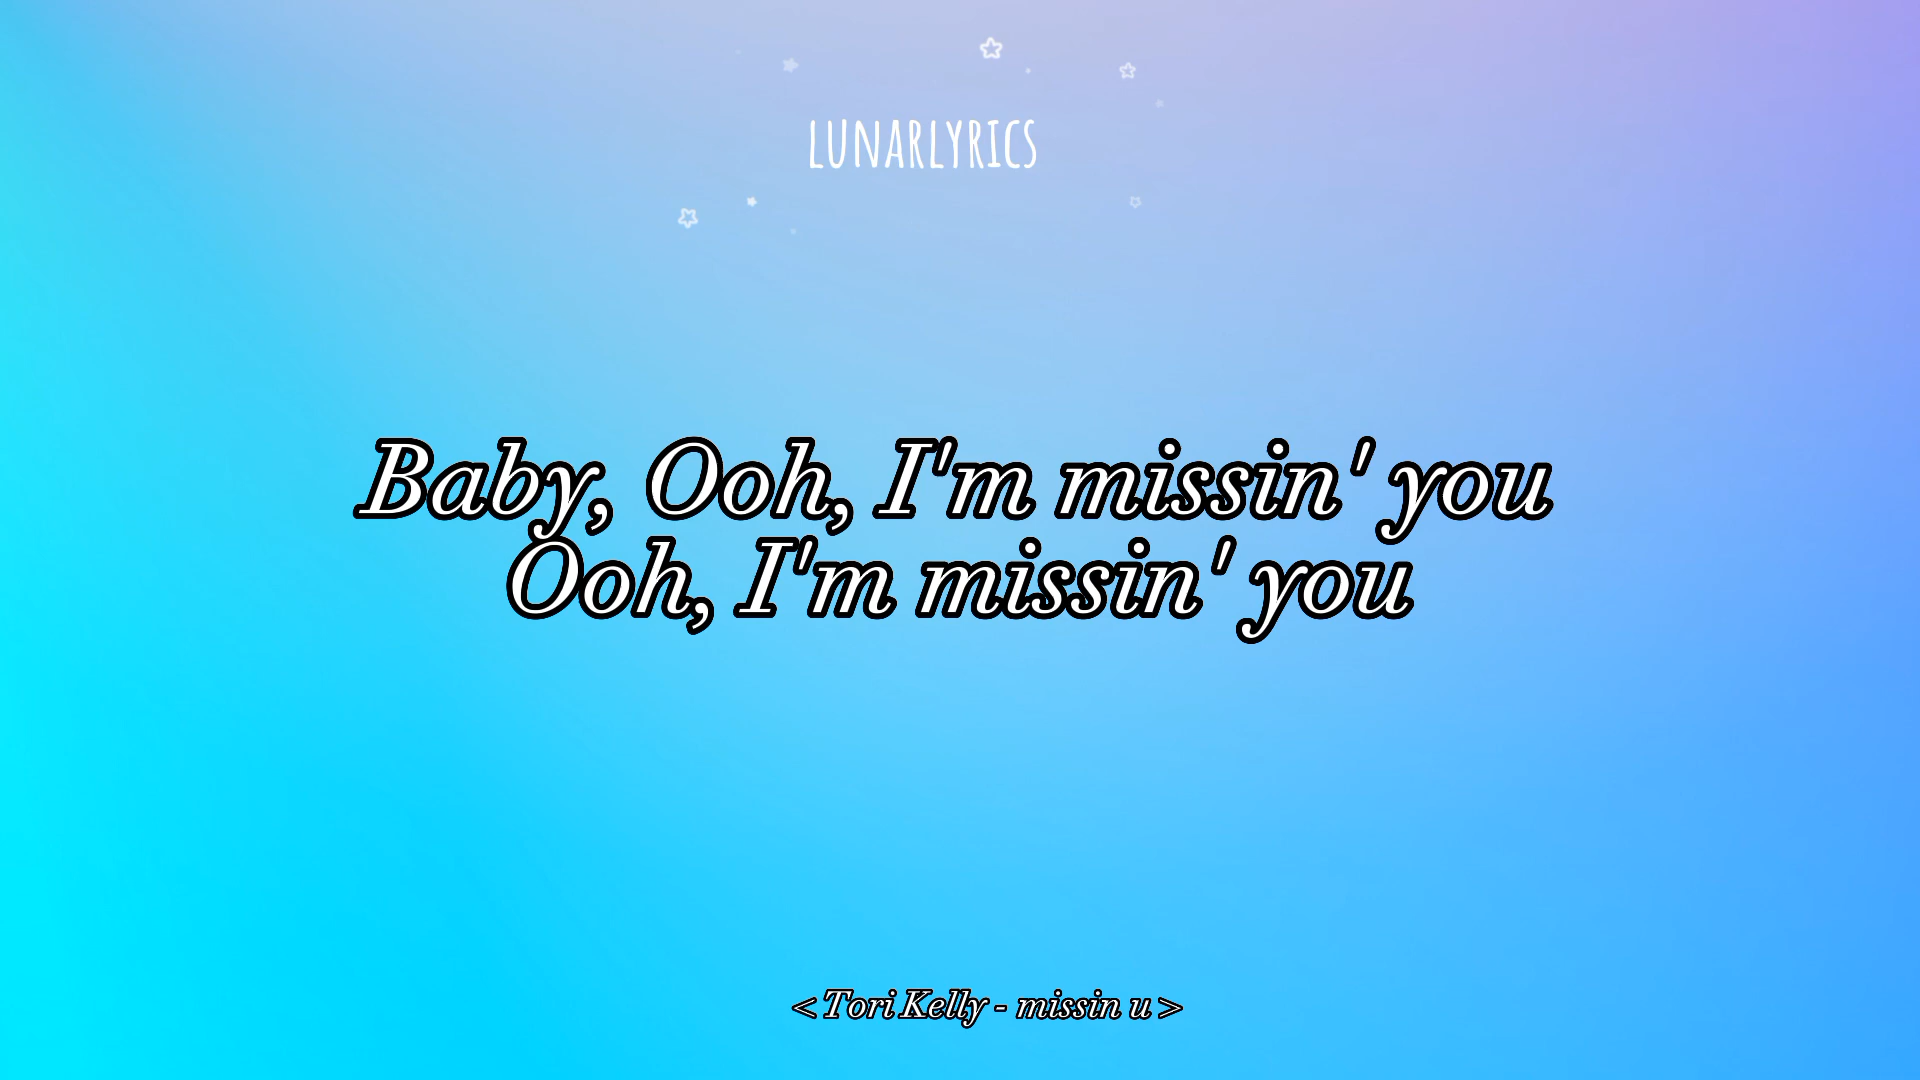 LUNARLYRICS
Baby, Ooh, I'm missin' you
Ooh, I'm missin' you
< Tori Kelly - missin u >